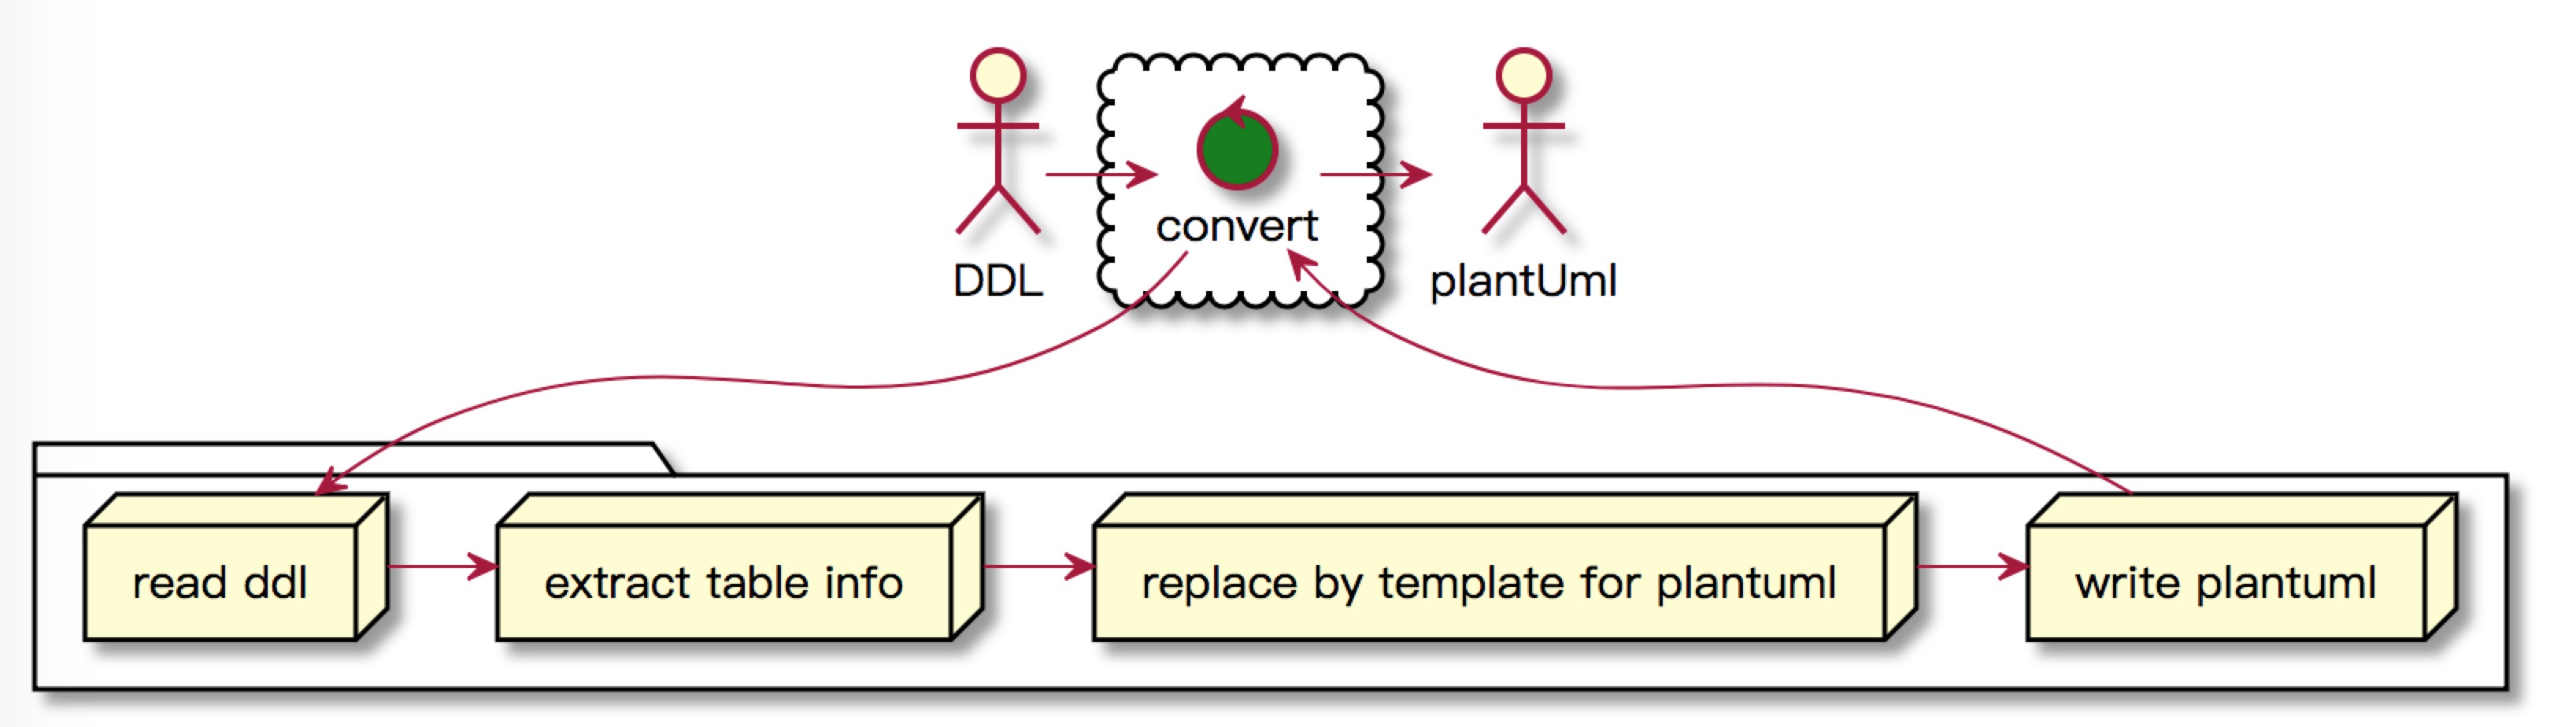 convert
DDL
plantUml
read ddl
extract table info
replace by template for plantuml
write plantuml